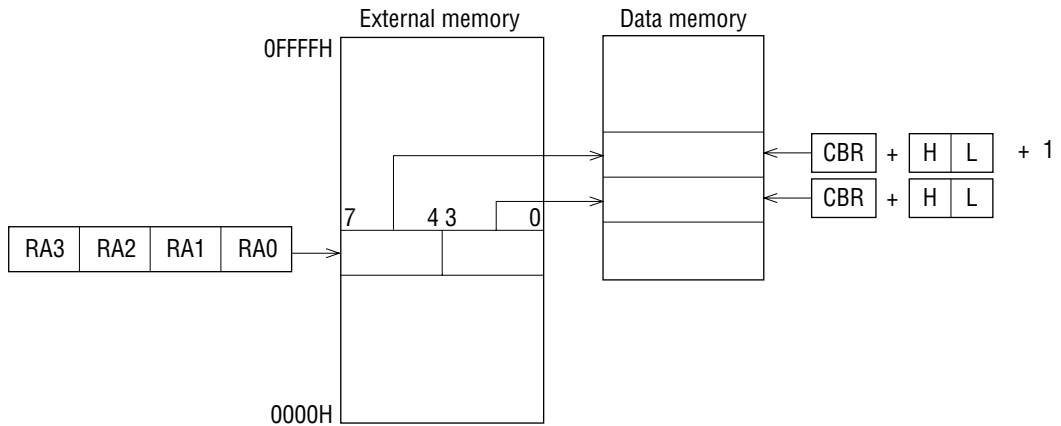 External memory
Data memory
0FFFFH
CBR + H L + 1
CBR + H L
7 4 3 0
RA3 RA2 RA1 RA0
0000H